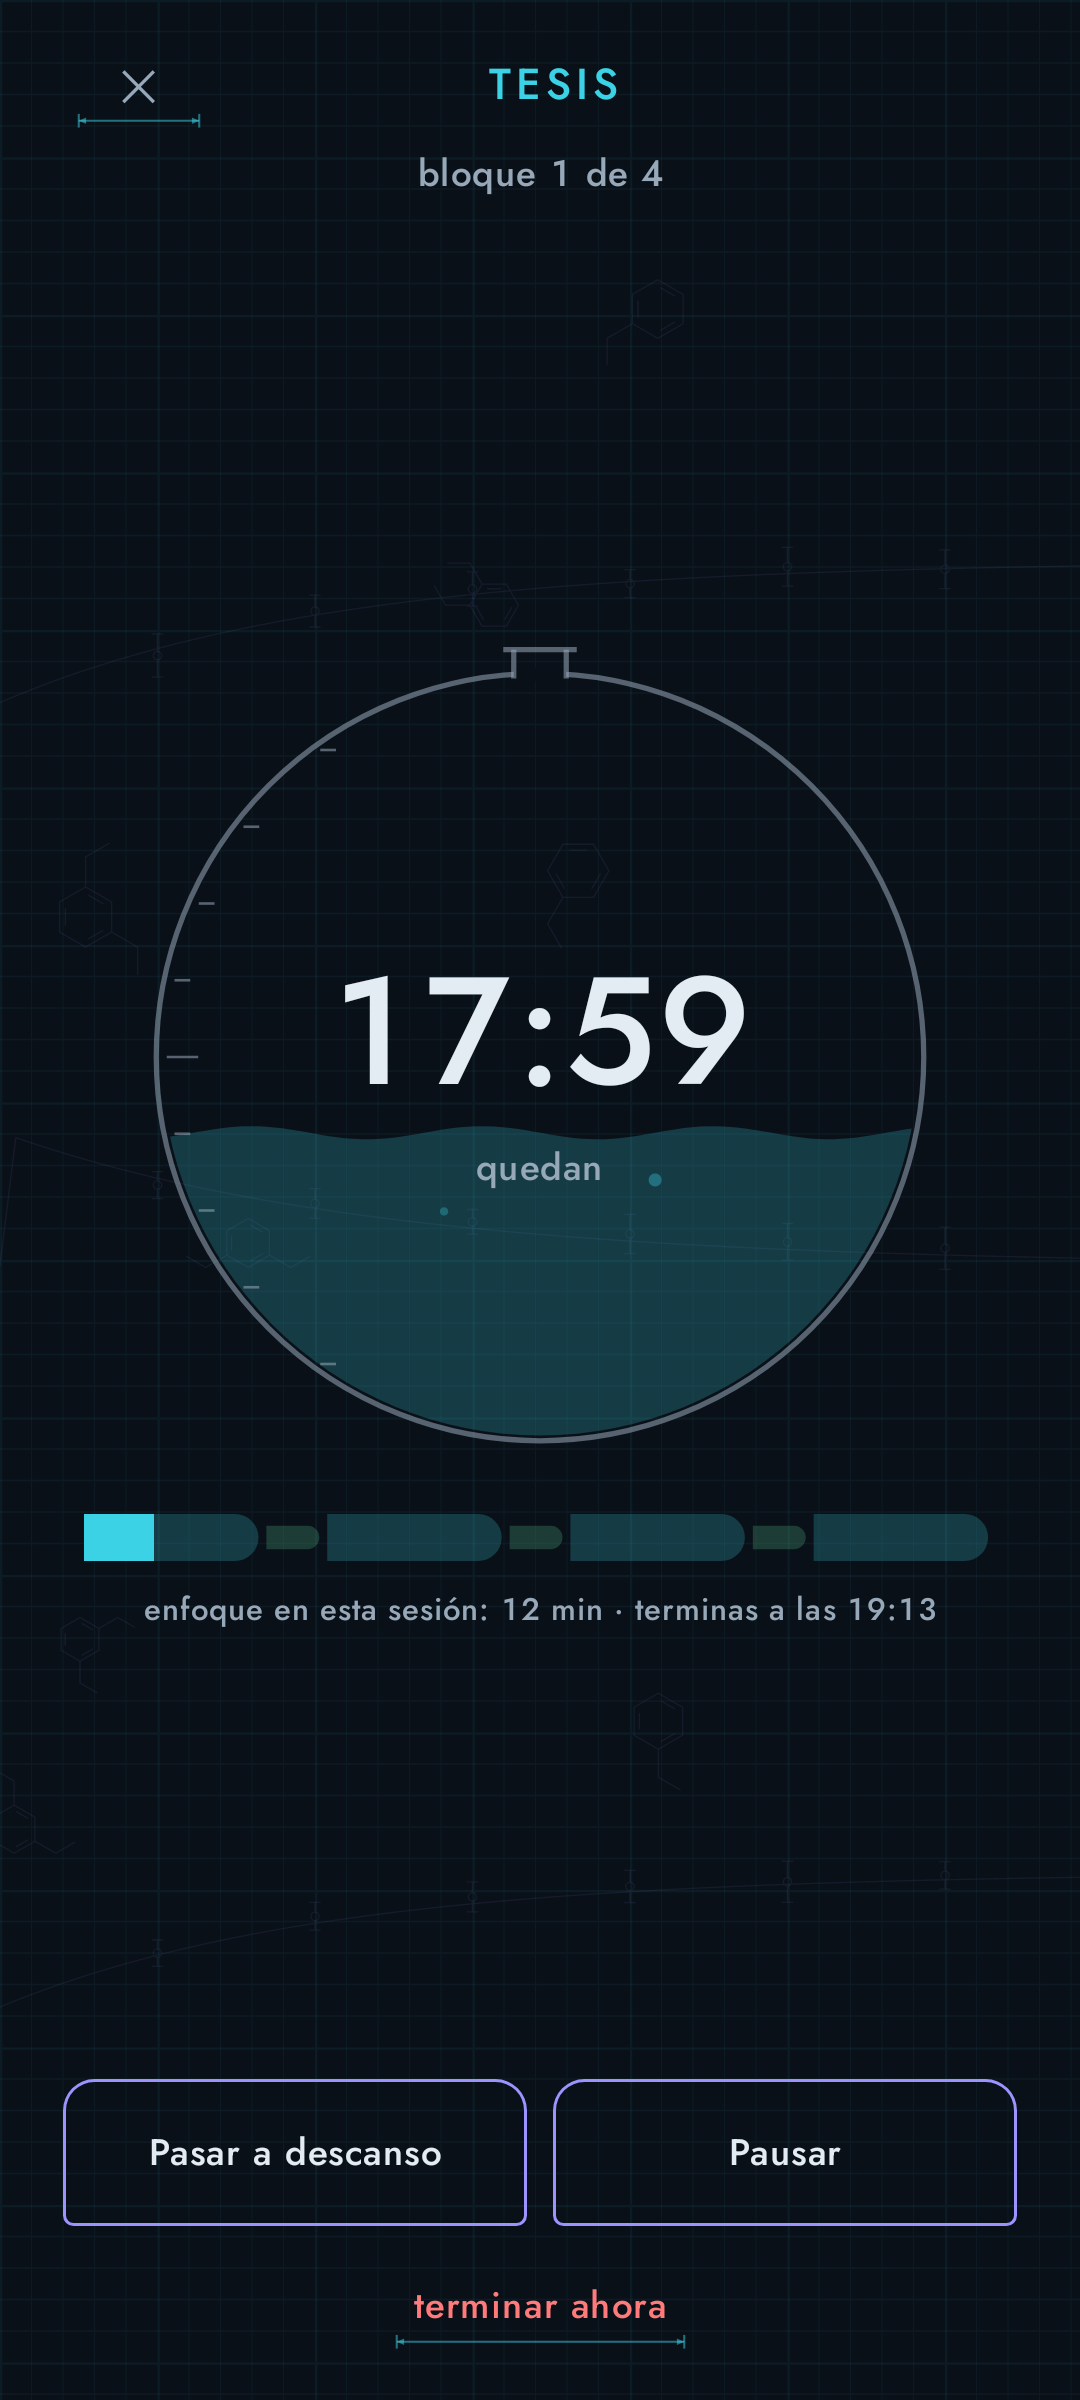 TESIS
bloque 1 de 4
17:59
quedan
enfoque en esta sesión: 12 min · terminas a las 19:13
Pasar a descanso
Pausar
terminar ahora